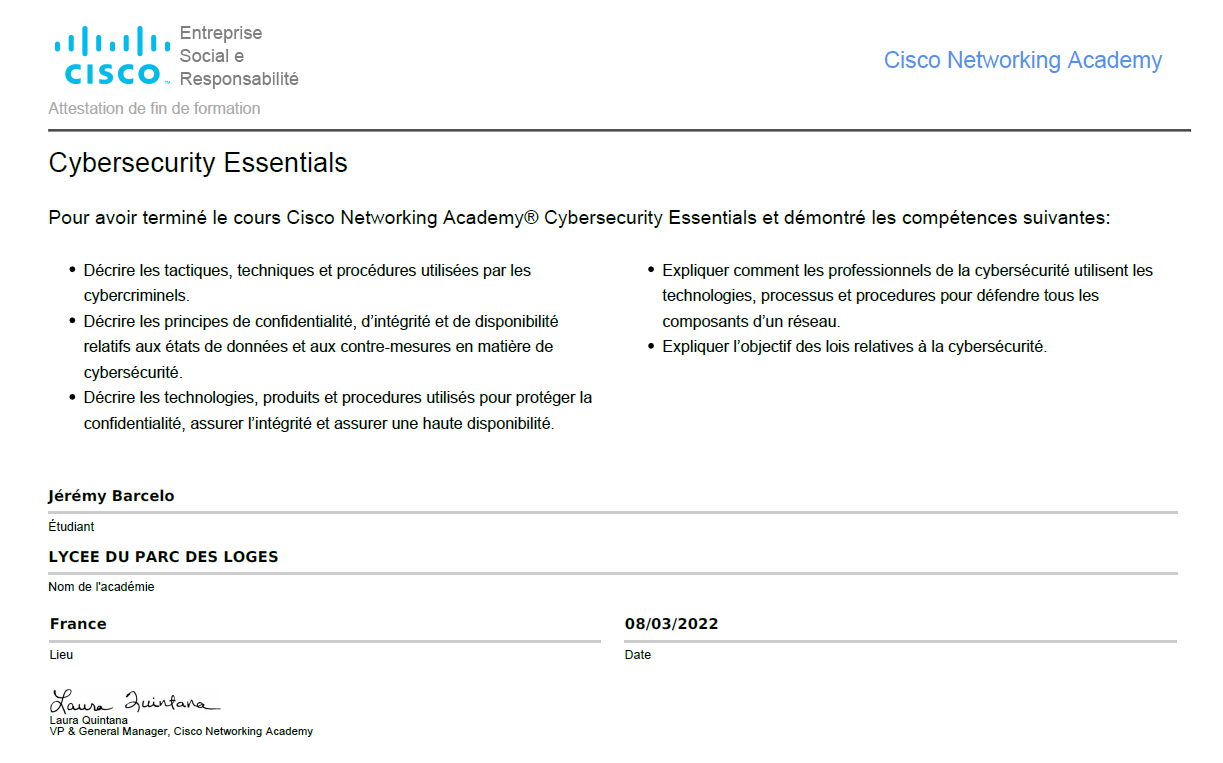 Entreprise
Social e
Responsabilité
CISCO
Cisco Networking Academy
Attestation de fin de formation
Cybersecurity Essentials
Pour avoir terminé le cours Cisco Networking Academy® Cybersecurity Essentials et démontré les compétences suivantes:
• Décrire les tactiques, techniques et procédures utilisées par les
cybercriminels.
• Décrire les principes de confidentialité, d’intégrité et de disponibilité
relatifs aux états de données et aux contre-mesures en matière de
cybersécurité.
• Décrire les technologies, produits et procedures utilisés pour protéger la
confidentialité, assurer l’intégrité et assurer une haute disponibilité.
• Expliquer comment les professionnels de la cybersécurité utilisent les
technologies, processus et procedures pour défendre tous les
composants d’un réseau.
• Expliquer l’objectif des lois relatives à la cybersécurité.
Jérémy Barcelo
Étudiant
LYCEE DU PARC DES LOGES
Nom de l'académie
France
Lieu
08/03/2022
Date
Laura Quintana
Laura Quintana
VP & General Manager, Cisco Networking Academy